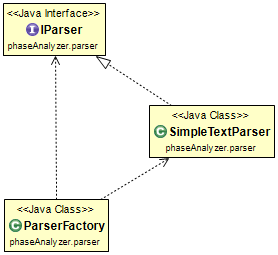 <<Java Interface>>
I IParser
phaseAnalyzer.parser
<<Java Class>>
C SimpleTextParser
phaseAnalyzer.parser
<<Java Class>>
C ParserFactory
phaseAnalyzer.parser